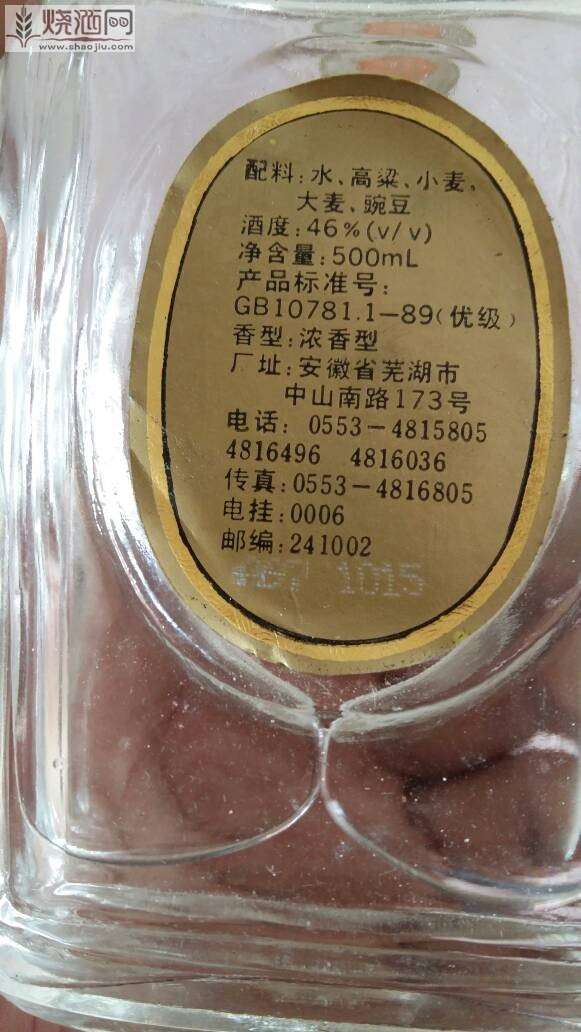 烧酒网
www.shaojiu.com
配料:水、高粱、小麦、
大麦、豌豆
酒度:46%(v/v)
净含量:500mL
产品标准号:
GB10781.1-89(优级)
香型:浓香型
厂址:安徽省芜湖市
中山南路173号
电话: 0553-4815805
4816496 4816036
传真:0553-4816805
电挂:0006
邮编:241002
1015